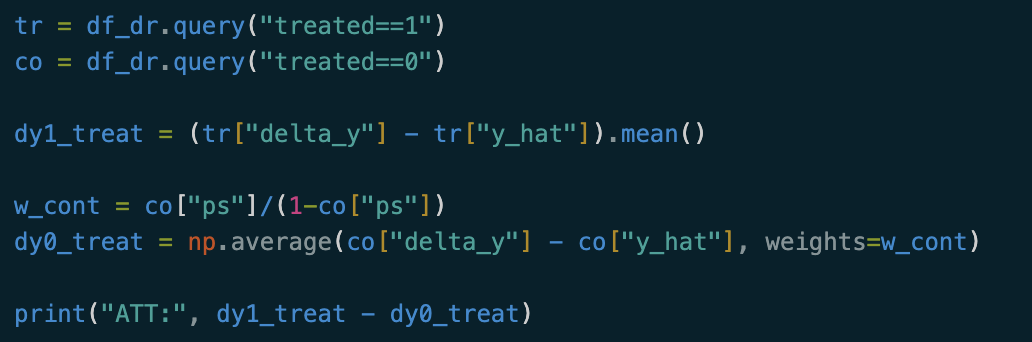 tr = df_dr.query("treated==1")
co = df_dr.query("treated==0")
dy1_treat = (tr["delta_y"] - tr["y_hat"]).mean()
w_cont = co["ps"]/(1-co["ps"])
dy0_treat = np.average(co["delta_y"] - co["y_hat"], weights=w_cont)
print("ATT:", dy1_treat - dy0_treat)